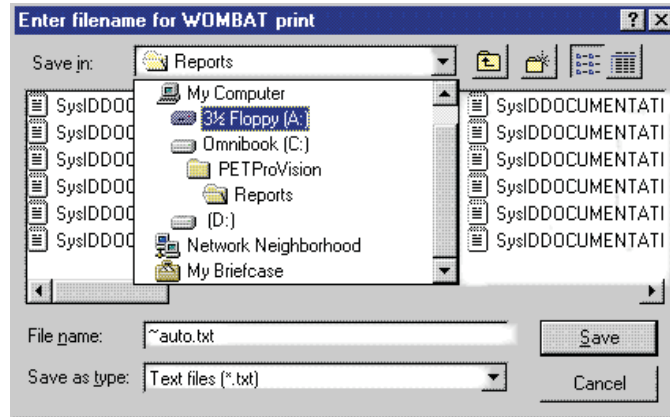 Enter filename for WOMBAT print
Save in: Reports
My Computer
3½ Floppy (A:)
Omnibook (C:)
PETProVision
Reports
(D:)
Network Neighborhood
My Briefcase
SysIDDOC
SysIDDOC
SysIDDOC
SysIDDOC
SysIDDOC
SysIDDOC
SysIDDOCUMENTATI
SysIDDOCUMENTATI
SysIDDOCUMENTATI
SysIDDOCUMENTATI
SysIDDOCUMENTATI
SysIDDOCUMENTATI
File name: ~auto.txt
Save
Save as type: Text files (*.txt)
Cancel